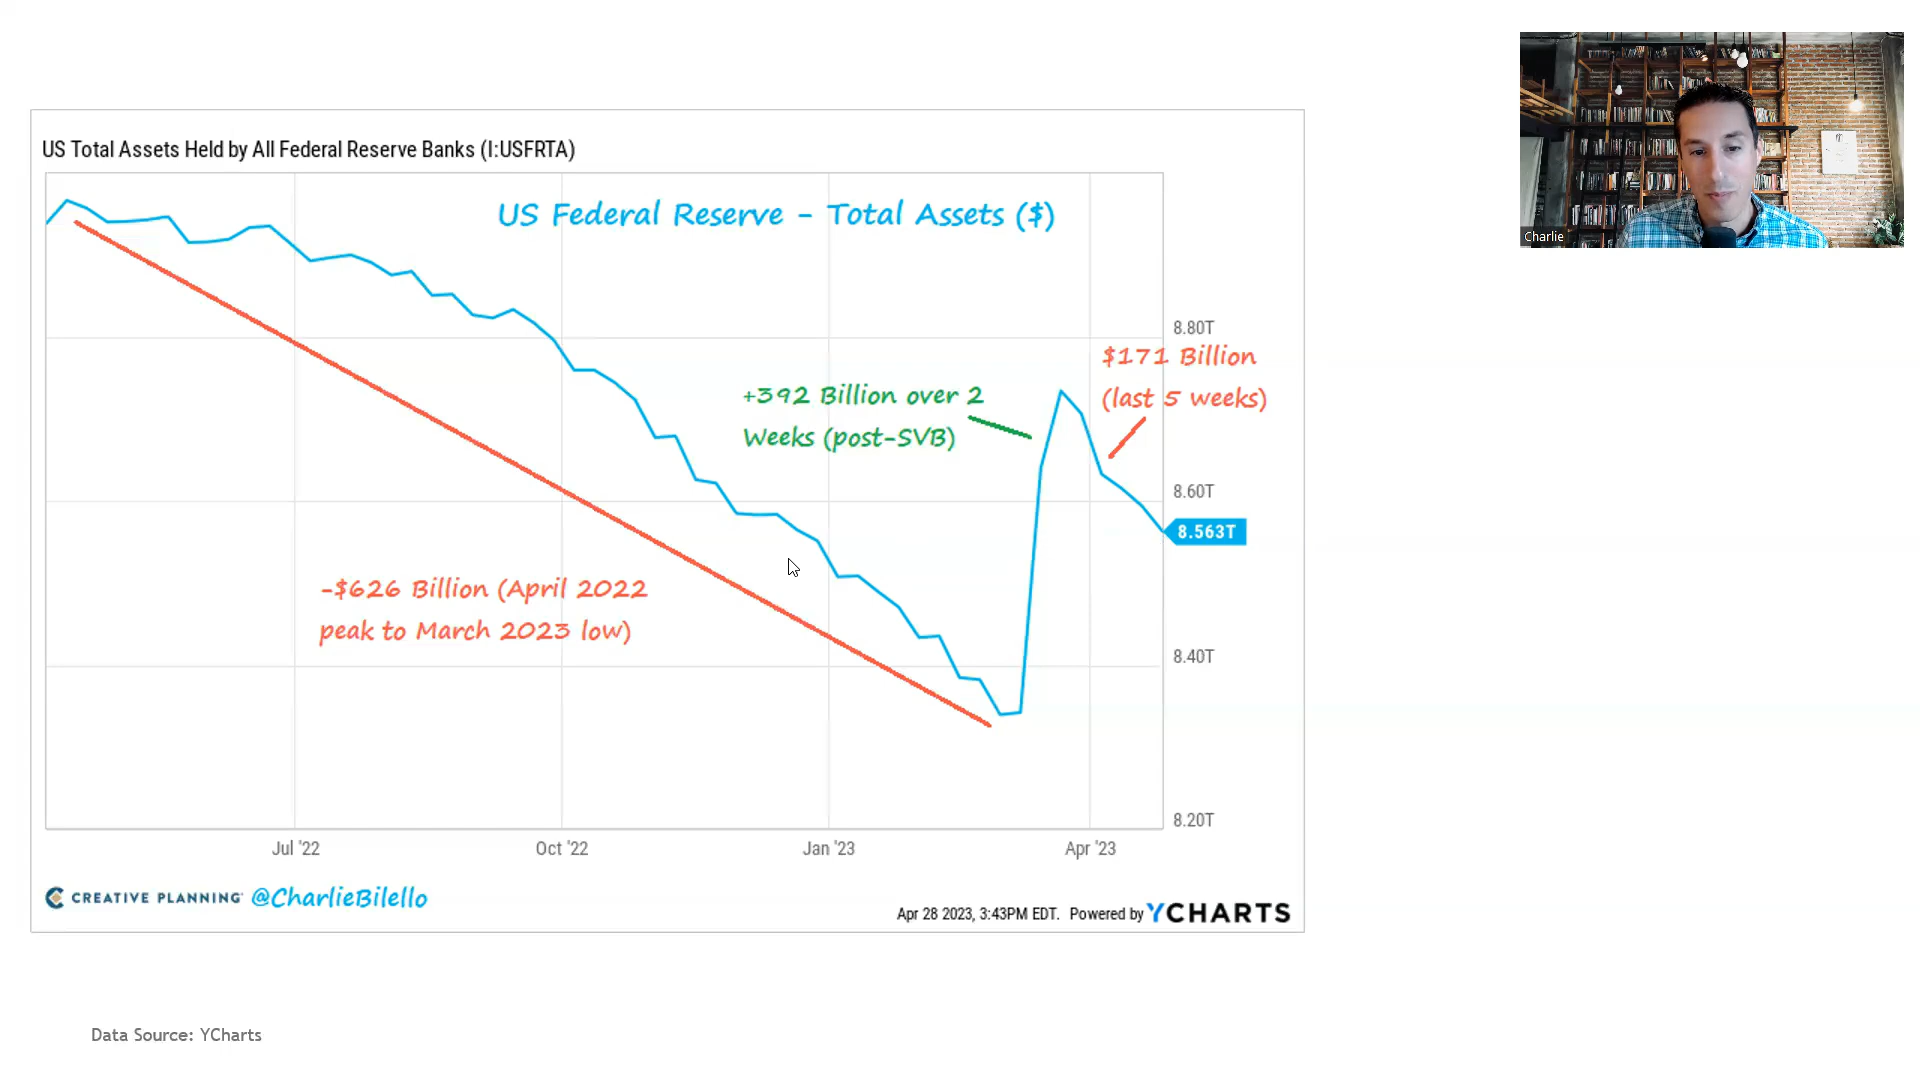 Charlie
US Total Assets Held by All Federal Reserve Banks (I:USFRTA)
US Federal Reserve - Total Assets ($)
8.80T
$171 Billion
(last 5 weeks)
+392 Billion over 2
Weeks (post-SVB)
8.60T
8.563T
-$626 Billion (April 2022
peak to March 2023 low)
8.40T
8.20T
Jul '22
Oct '22
Jan '23
Apr '23
CREATIVE PLANNING @CharlieBilello
Apr 28 2023, 3:43PM EDT. Powered by YCHARTS
Data Source: YCharts